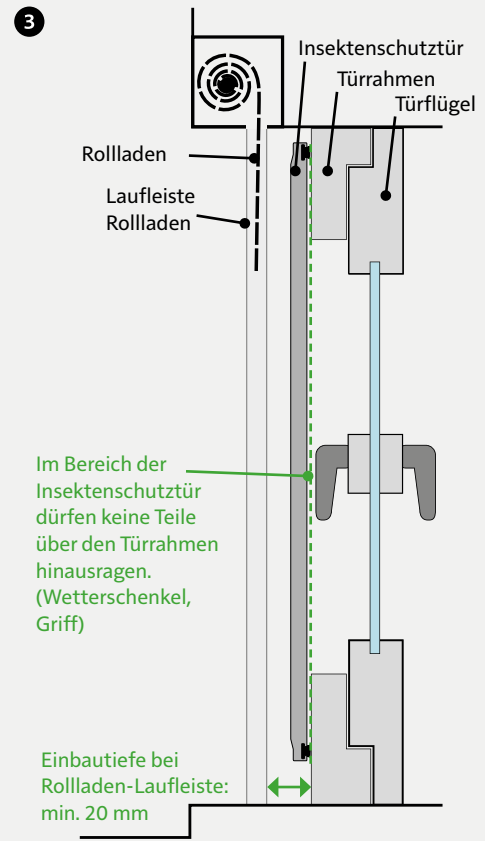 3
Insektenschutztür
Türrahmen
Türflügel
Rollladen
Laufleiste
Rollladen
Im Bereich der
Insektenschutztür
dürfen keine Teile
über den Türrahmen
hinausragen.
(Wetterschenkel,
Griff)
Einbautiefe bei
Rollladen-Laufleiste:
min. 20 mm